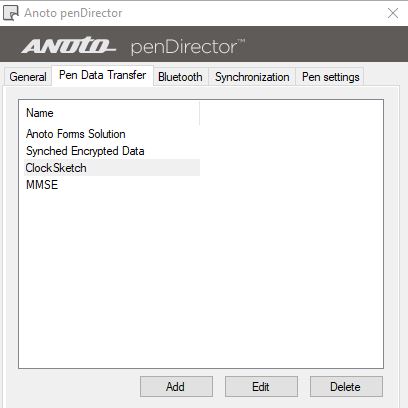 Anoto penDirector
ANOTO penDirector™
General Pen Data Transfer Bluetooth Synchronization Pen settings
Name
Anoto Forms Solution
Synched Encrypted Data
ClockSketch
MMSE
Add Edit Delete